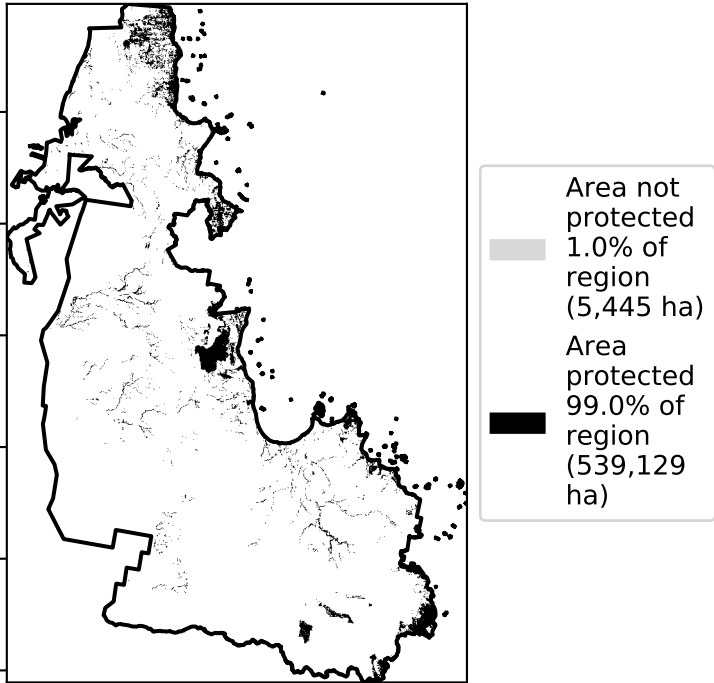 Area not
protected
1.0% of
region
(5,445 ha)
Area
protected
99.0% of
region
(539,129
ha)